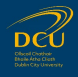 DCU
Ollscoil Chathair
Bhaile Átha Cliath
Dublin City University